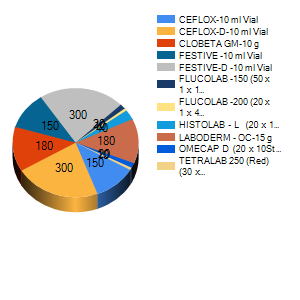 CEFLOX-10 ml Vial
CEFLOX-D-10 ml Vial
CLOBETA GM-10 g
FESTIVE -10 ml Vial
FESTIVE-D -10 ml Vial
FLUCOLAB -150 (50 x
1 x 1...
FLUCOLAB -200 (20 x
1 x 4...
HISTOLAB - L (20 x 1...
LABODERM - OC-15 g
OMECAP D (20 x 10St...
TETRALAB 250 (Red)
(30 x...
300
150
180
180
300
150